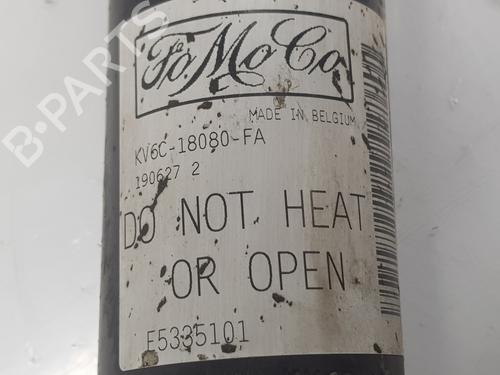 FoMoCo
MADE IN BELGIUM
KV6C-18080-FA
190627 2
DO NOT HEAT
OR OPEN
E5335101
B-Parts